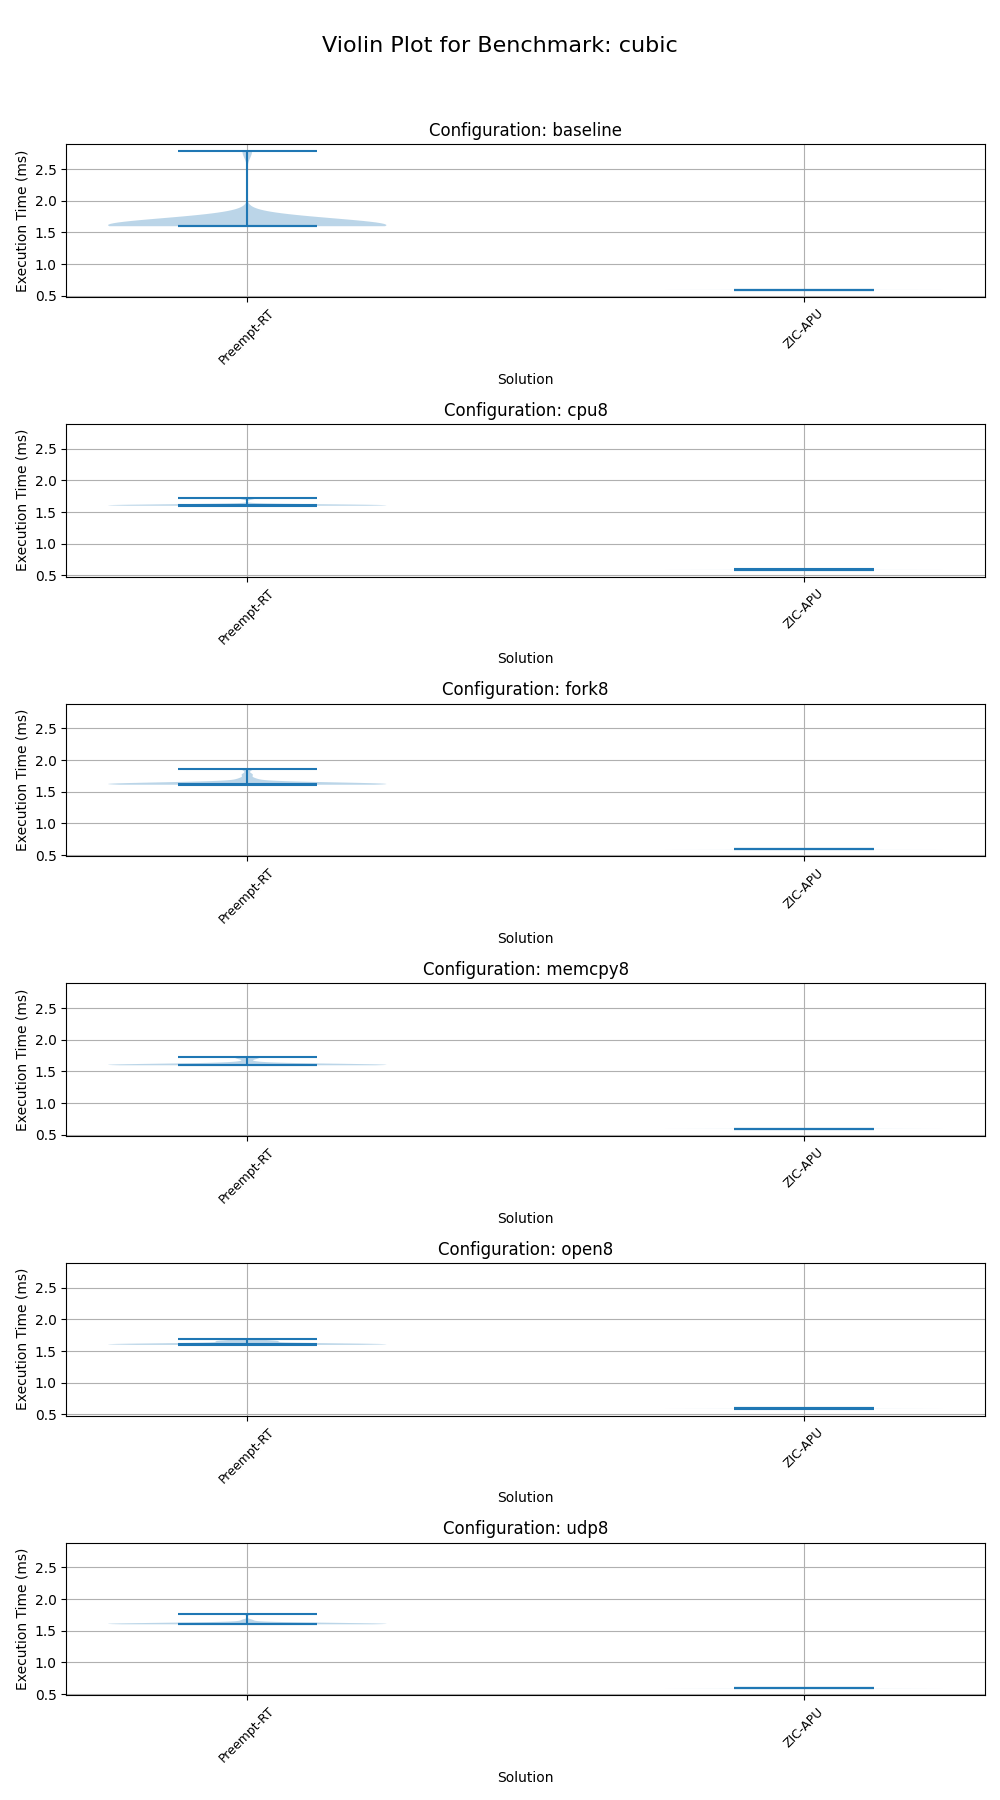 Violin Plot for Benchmark: cubic
Configuration: baseline
Execution Time (ms)
2.5
2.0
1.5
1.0
0.5
Preempt-RT
ZIC-APU
Solution
Configuration: cpu8
Execution Time (ms)
2.5
2.0
1.5
1.0
0.5
Preempt-RT
ZIC-APU
Solution
Configuration: fork8
Execution Time (ms)
2.5
2.0
1.5
1.0
0.5
Preempt-RT
ZIC-APU
Solution
Configuration: memcpy8
Execution Time (ms)
2.5
2.0
1.5
1.0
0.5
Preempt-RT
ZIC-APU
Solution
Configuration: open8
Execution Time (ms)
2.5
2.0
1.5
1.0
0.5
Preempt-RT
ZIC-APU
Solution
Configuration: udp8
Execution Time (ms)
2.5
2.0
1.5
1.0
0.5
Preempt-RT
ZIC-APU
Solution